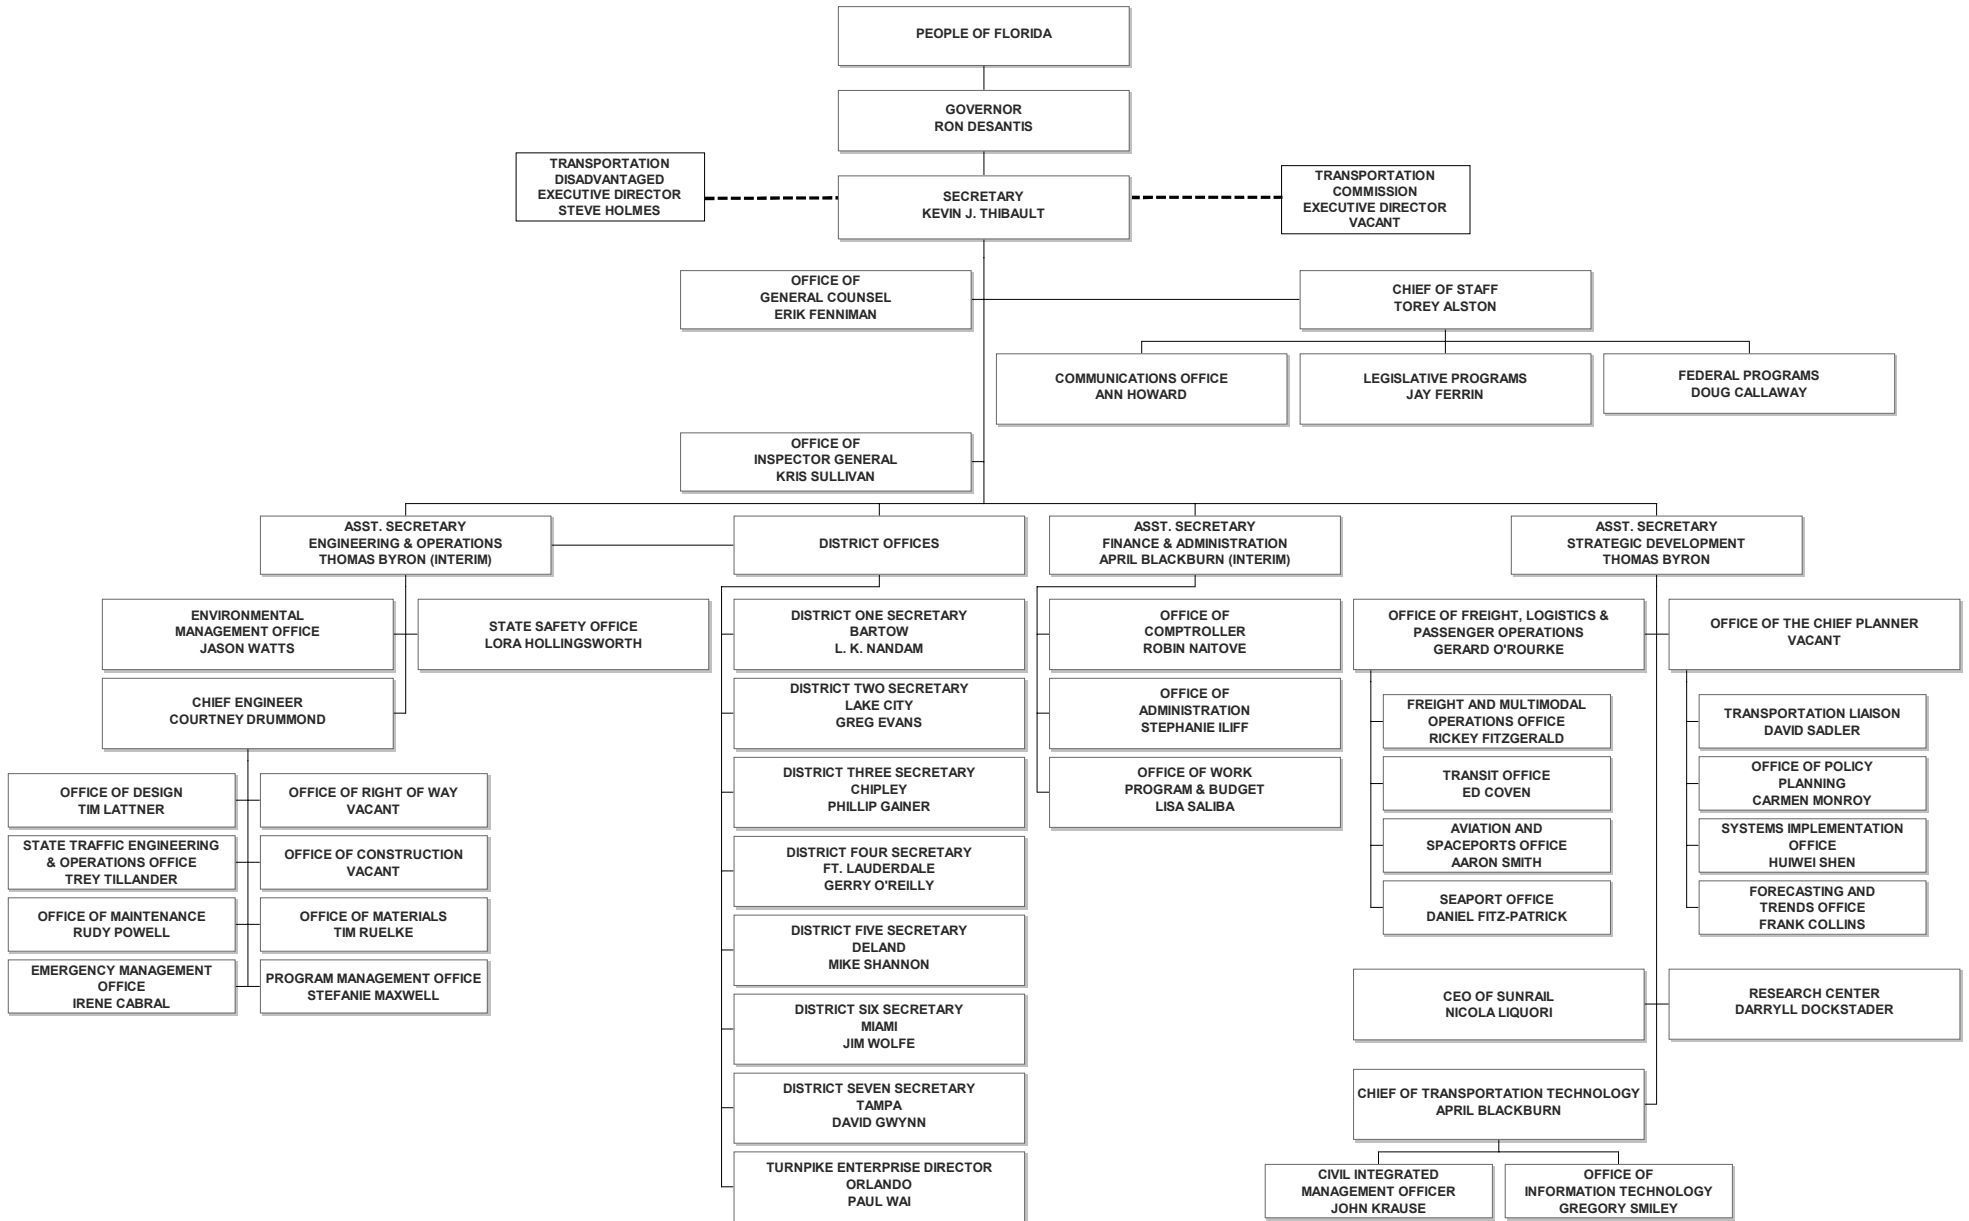 PEOPLE OF FLORIDA
GOVERNOR
RON DESANTIS
TRANSPORTATION
DISADVANTAGED
EXECUTIVE DIRECTOR
STEVE HOLMES
SECRETARY
KEVIN J. THIBAULT
TRANSPORTATION
COMMISSION
EXECUTIVE DIRECTOR
VACANT
OFFICE OF
GENERAL COUNSEL
ERIK FENNIMAN
CHIEF OF STAFF
TOREY ALSTON
COMMUNICATIONS OFFICE
ANN HOWARD
LEGISLATIVE PROGRAMS
JAY FERRIN
FEDERAL PROGRAMS
DOUG CALLAWAY
OFFICE OF
INSPECTOR GENERAL
KRIS SULLIVAN
ASST. SECRETARY
ENGINEERING & OPERATIONS
THOMAS BYRON (INTERIM)
DISTRICT OFFICES
ASST. SECRETARY
FINANCE & ADMINISTRATION
APRIL BLACKBURN (INTERIM)
ASST. SECRETARY
STRATEGIC DEVELOPMENT
THOMAS BYRON
ENVIRONMENTAL
MANAGEMENT OFFICE
JASON WATTS
STATE SAFETY OFFICE
LORA HOLLINGSWORTH
CHIEF ENGINEER
COURTNEY DRUMMOND
OFFICE OF DESIGN
TIM LATTNER
OFFICE OF RIGHT OF WAY
VACANT
STATE TRAFFIC ENGINEERING
& OPERATIONS OFFICE
TREY TILLANDER
OFFICE OF CONSTRUCTION
VACANT
OFFICE OF MAINTENANCE
RUDY POWELL
OFFICE OF MATERIALS
TIM RUELKE
EMERGENCY MANAGEMENT
OFFICE
IRENE CABRAL
PROGRAM MANAGEMENT OFFICE
STEFANIE MAXWELL
DISTRICT ONE SECRETARY
BARTOW
L. K. NANDAM
DISTRICT TWO SECRETARY
LAKE CITY
GREG EVANS
DISTRICT THREE SECRETARY
CHIPLEY
PHILLIP GAINER
DISTRICT FOUR SECRETARY
FT. LAUDERDALE
GERRY O'REILLY
DISTRICT FIVE SECRETARY
DELAND
MIKE SHANNON
DISTRICT SIX SECRETARY
MIAMI
JIM WOLFE
DISTRICT SEVEN SECRETARY
TAMPA
DAVID GWYNN
TURNPIKE ENTERPRISE DIRECTOR
ORLANDO
PAUL WAI
OFFICE OF
COMPTROLLER
ROBIN NAITOVE
OFFICE OF
ADMINISTRATION
STEPHANIE ILIFF
OFFICE OF WORK
PROGRAM & BUDGET
LISA SALIBA
OFFICE OF FREIGHT, LOGISTICS &
PASSENGER OPERATIONS
GERARD O'ROURKE
OFFICE OF THE CHIEF PLANNER
VACANT
FREIGHT AND MULTIMODAL
OPERATIONS OFFICE
RICKEY FITZGERALD
TRANSIT OFFICE
ED COVEN
AVIATION AND
SPACEPORTS OFFICE
AARON SMITH
SEAPORT OFFICE
DANIEL FITZ-PATRICK
TRANSPORTATION LIAISON
DAVID SADLER
OFFICE OF POLICY
PLANNING
CARMEN MONROY
SYSTEMS IMPLEMENTATION
OFFICE
HUIWEI SHEN
FORECASTING AND
TRENDS OFFICE
FRANK COLLINS
CEO OF SUNRAIL
NICOLA LIQUORI
RESEARCH CENTER
DARRYLL DOCKSTADER
CHIEF OF TRANSPORTATION TECHNOLOGY
APRIL BLACKBURN
CIVIL INTEGRATED
MANAGEMENT OFFICER
JOHN KRAUSE
OFFICE OF
INFORMATION TECHNOLOGY
GREGORY SMILEY